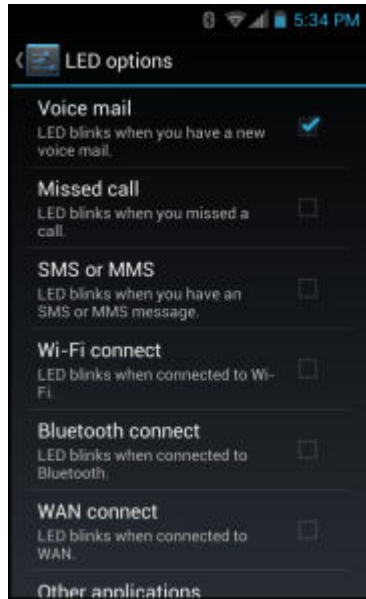 5:34 PM
LED options
Voice mail
LED blinks when you have a new
voice mail.
Missed call
LED blinks when you missed a
call.
SMS or MMS
LED blinks when you have an
SMS or MMS message.
Wi-Fi connect
LED blinks when connected to Wi-
Fi.
Bluetooth connect
LED blinks when connected to
Bluetooth.
WAN connect
LED blinks when connected to
WAN.
Other applications